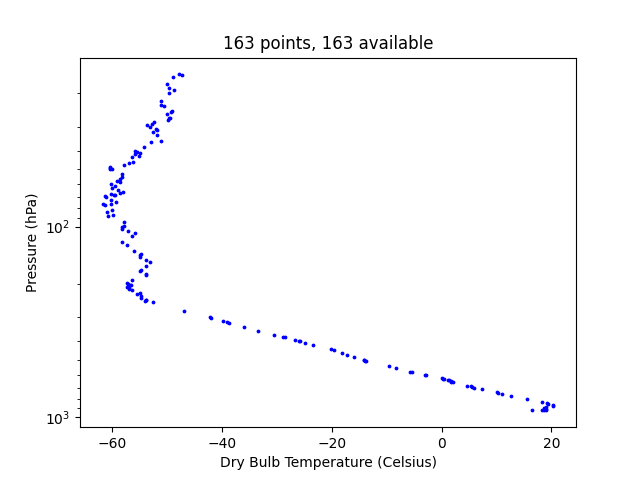 163 points, 163 available
Pressure (hPa)
10²
10³
−60
−40
−20
0
20
Dry Bulb Temperature (Celsius)